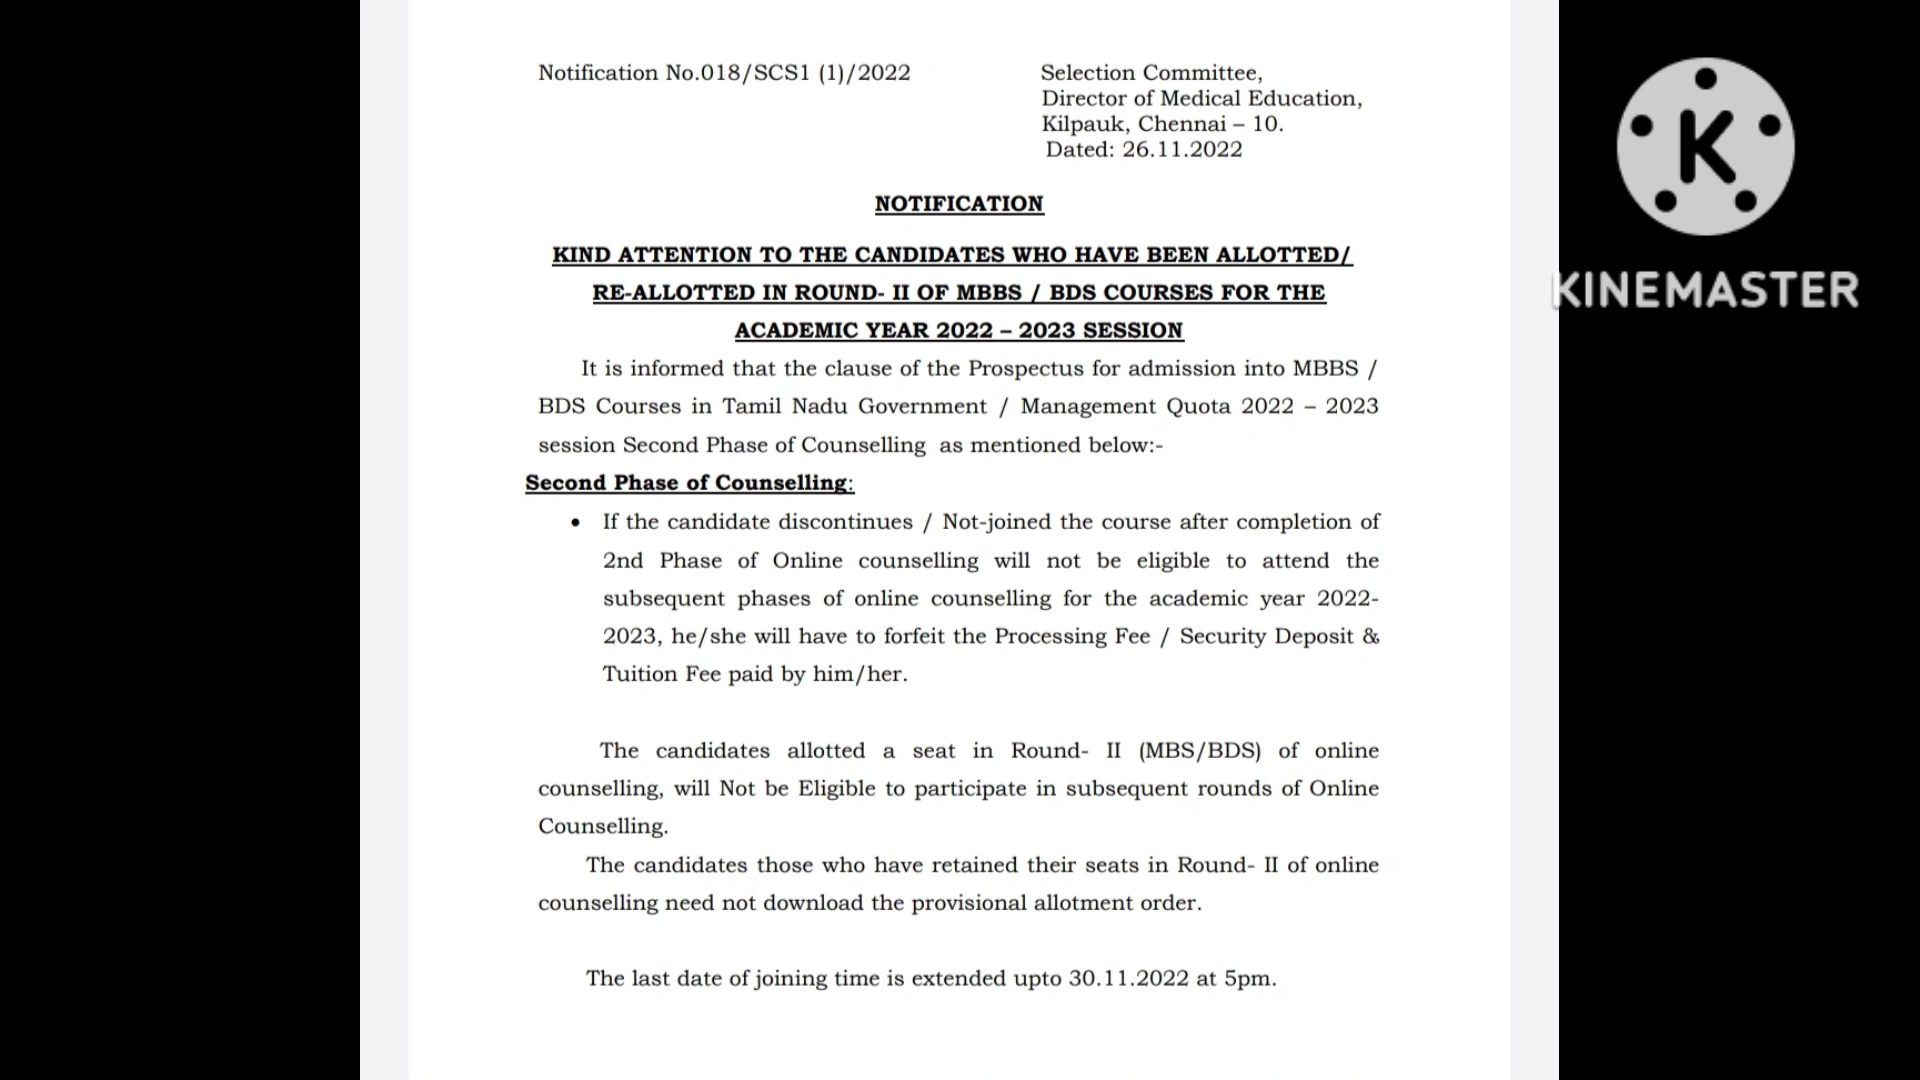 Notification No.018/SCS1 (1)/2022
Selection Committee,
Director of Medical Education,
Kilpauk, Chennai – 10.
Dated: 26.11.2022
NOTIFICATION
KIND ATTENTION TO THE CANDIDATES WHO HAVE BEEN ALLOTTED/
RE-ALLOTTED IN ROUND- II OF MBBS / BDS COURSES FOR THE
ACADEMIC YEAR 2022 – 2023 SESSION
It is informed that the clause of the Prospectus for admission into MBBS /
BDS Courses in Tamil Nadu Government / Management Quota 2022 – 2023
session Second Phase of Counselling as mentioned below:-
Second Phase of Counselling:
• If the candidate discontinues / Not-joined the course after completion of
2nd Phase of Online counselling will not be eligible to attend the
subsequent phases of online counselling for the academic year 2022-
2023, he/she will have to forfeit the Processing Fee / Security Deposit &
Tuition Fee paid by him/her.
The candidates allotted a seat in Round- II (MBS/BDS) of online
counselling, will Not be Eligible to participate in subsequent rounds of Online
Counselling.
The candidates those who have retained their seats in Round- II of online
counselling need not download the provisional allotment order.
The last date of joining time is extended upto 30.11.2022 at 5pm.
K
KINEMASTER